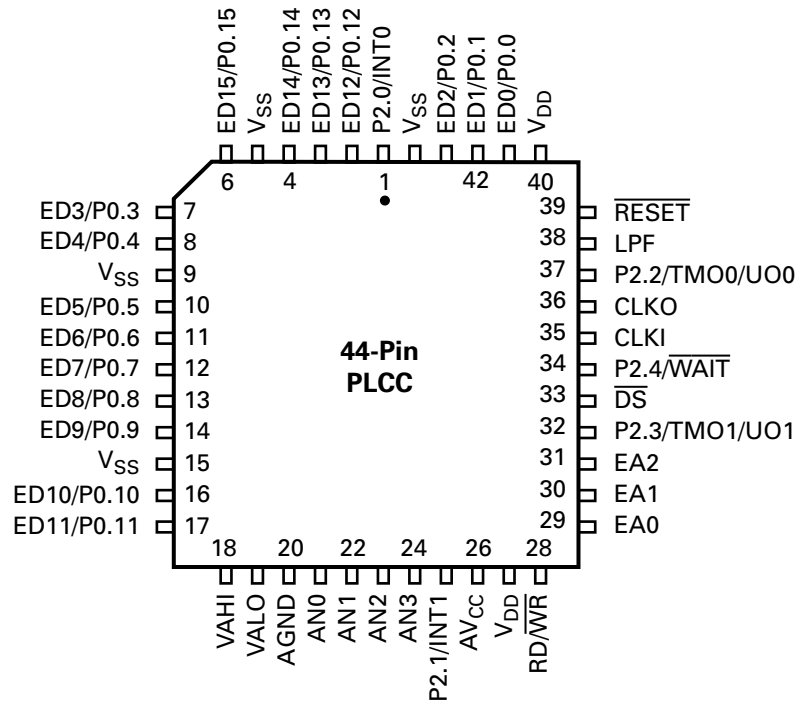 ED15/P0.15
VSS
ED14/P0.14
ED13/P0.13
ED12/P0.12
P2.0/INT0
VSS
ED2/P0.2
ED1/P0.1
ED0/P0.0
VDD
6
4
1
42
40
ED3/P0.3 7
ED4/P0.4 8
VSS 9
ED5/P0.5 10
ED6/P0.6 11
ED7/P0.7 12
ED8/P0.8 13
ED9/P0.9 14
VSS 15
ED10/P0.10 16
ED11/P0.11 17
44-Pin
PLCC
39 RESET
38 LPF
37 P2.2/TMO0/UO0
36 CLKO
35 CLKI
34 P2.4/WAIT
33 DS
32 P2.3/TMO1/UO1
31 EA2
30 EA1
29 EA0
18
20
22
24
26
28
VAHI
VALO
AGND
AN0
AN1
AN2
AN3
P2.1/INT1
AVCC
VDD
RD/WR